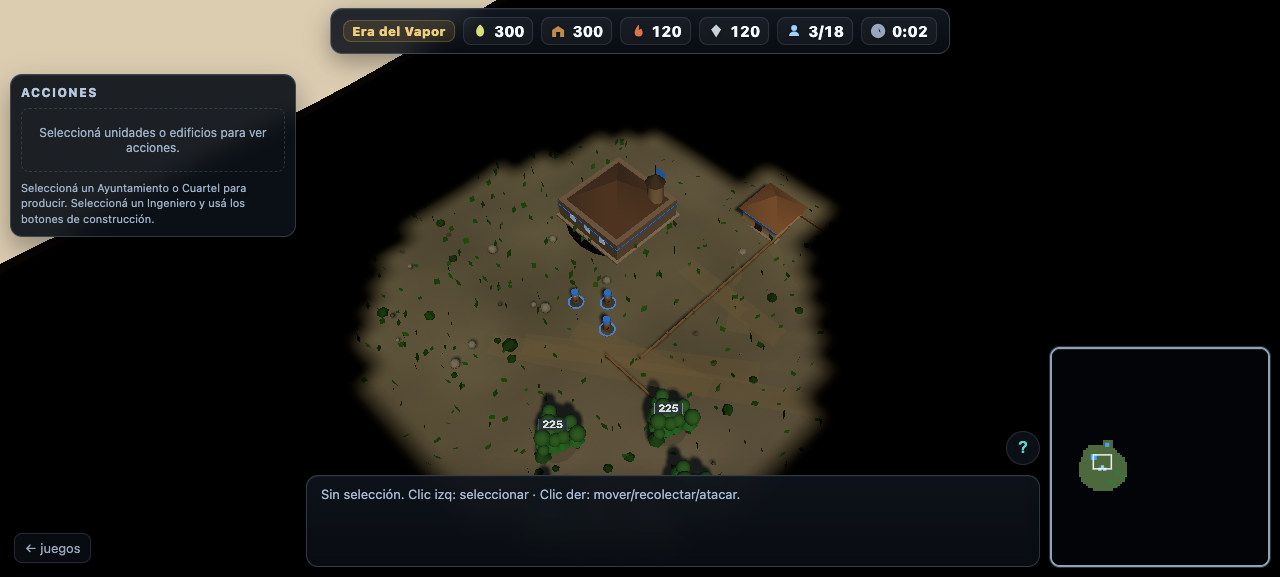 Era del Vapor 300 300 120 120 3/18 0:02
ACCIONES
Seleccioná unidades o edificios para ver
acciones.
Seleccioná un Ayuntamiento o Cuartel para
producir. Seleccioná un Ingeniero y usá los
botones de construcción.
225
225
?
Sin selección. Clic izq: seleccionar · Clic der: mover/recolectar/atacar.
← juegos